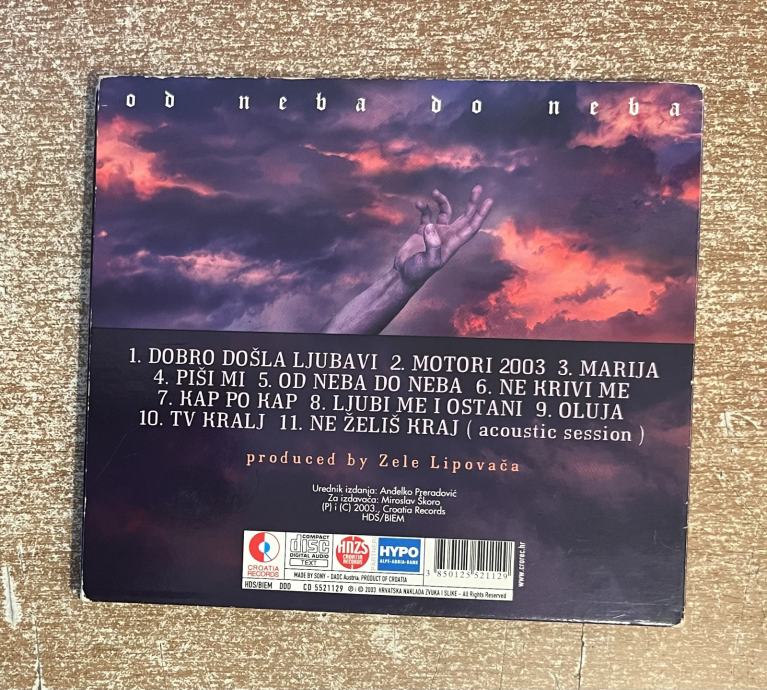 od neba do neba
1. DOBRO DOŠLA LJUBAVI 2. MOTORI 2003 3. MARIJA
4. PIŠI MI 5. OD NEBA DO NEBA 6. NE KRIVI ME
7. KAP PO KAP 8. LJUBI ME I OSTANI 9. OLUJA
10. TV KRALJ 11. NE ŽELIŠ KRAJ ( acoustic session )
produced by Zele Lipovača
Urednik izdanja: Anđelko Preradović
Za izdavača: Miroslav Škoro
(P) i (C) 2003., Croatia Records
HDS/BIEM
CROATIA
RECORDS
COMPACT
disc
DIGITAL AUDIO
TEXT
HNZS
CROATIA
RECORDS
HYPO
ALPE-ADRIA-BANK
3 850125 521129
www.crorec.hr
MADE BY SONY - DADC Austria. PRODUCT OF CROATIA
HDS/BIEM DDD CD 5521129 ℗ i © 2003. HRVATSKA NAKLADA ZVUKA I SLIKE - All Rights Reserved